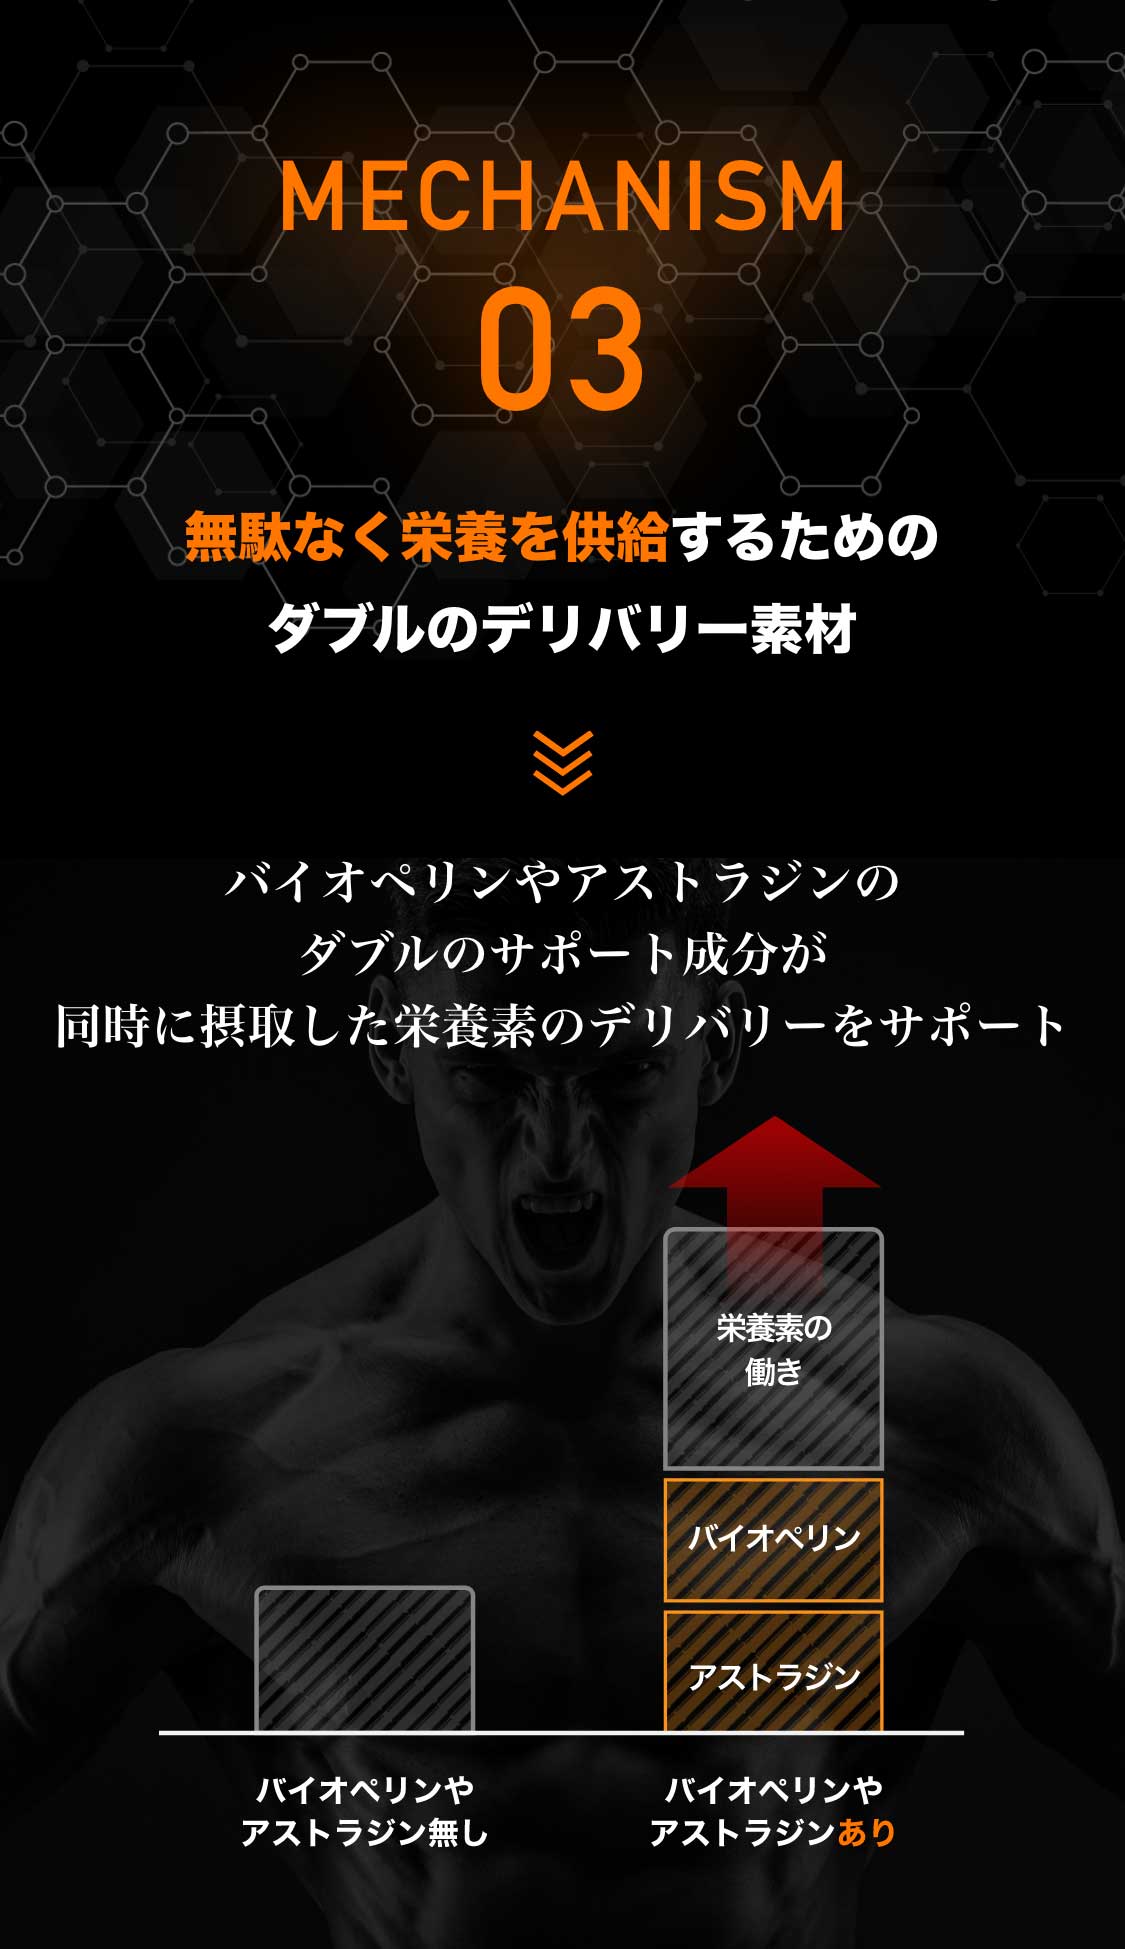 MECHANISM
03
無駄なく栄養を供給するための
ダブルのデリバリー素材
バイオペリンやアストラジンの
ダブルのサポート成分が
同時に摂取した栄養素のデリバリーをサポート
栄養素の
働き
バイオペリン
アストラジン
バイオペリンや
アストラジン無し
バイオペリンや
アストラジンあり